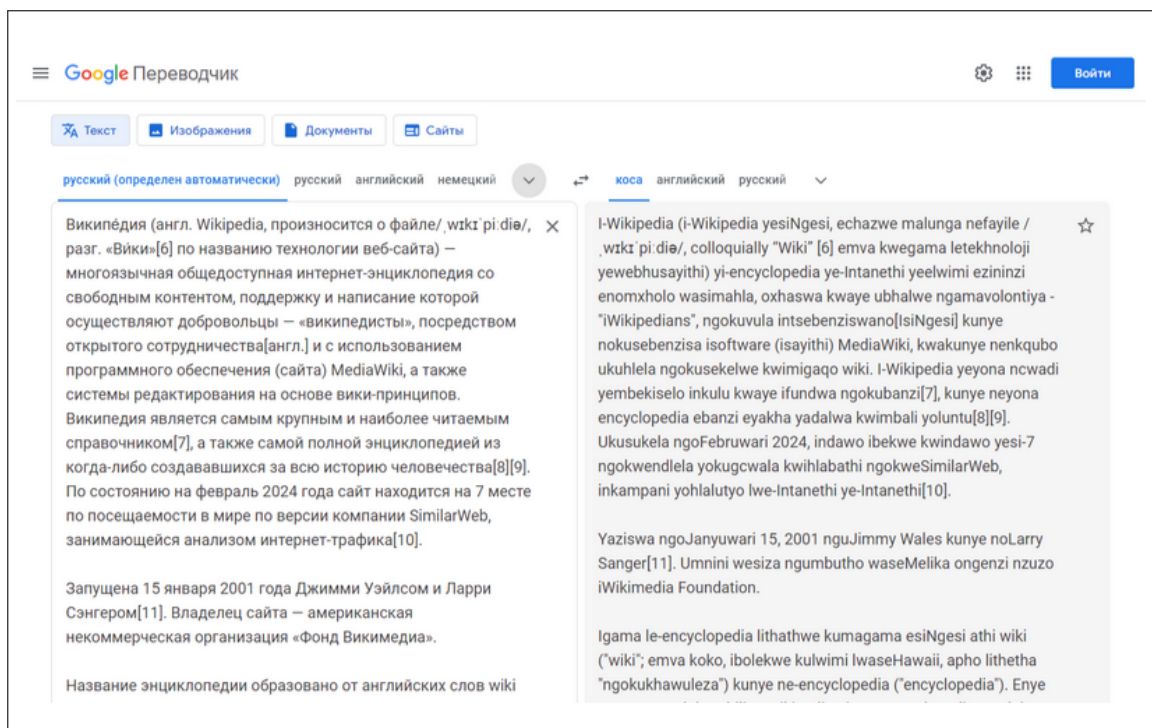 Google Переводчик
Войти
Текст
Изображения
Документы
Сайты
русский (определен автоматически) русский английский немецкий
коса английский русский
Википе́дия (англ. Wikipedia, произносится о файле/ˌwɪkɪˈpiːdiə/,
разг. «Ви́ки»[6] по названию технологии веб-сайта) —
многоязычная общедоступная интернет-энциклопедия со
свободным контентом, поддержку и написание которой
осуществляют добровольцы — «википедисты», посредством
открытого сотрудничества[англ.] и с использованием
программного обеспечения (сайта) MediaWiki, а также
системы редактирования на основе вики-принципов.
Википедия является самым крупным и наиболее читаемым
справочником[7], а также самой полной энциклопедией из
когда-либо создававшихся за всю историю человечества[8][9].
По состоянию на февраль 2024 года сайт находится на 7 месте
по посещаемости в мире по версии компании SimilarWeb,
занимающейся анализом интернет-трафика[10].
Запущена 15 января 2001 года Джимми Уэйлсом и Ларри
Сэнгером[11]. Владелец сайта — американская
некоммерческая организация «Фонд Викимедиа».
Название энциклопедии образовано от английских слов wiki
I-Wikipedia (i-Wikipedia yesiNgesi, echazwe malunga nefayile /
ˌwɪkɪˈpiːdiə/, colloquially “Wiki” [6] emva kwegama letekhnoloji
yewebhusayithi) yi-encyclopedia ye-Intanethi yeelwimi ezininzi
enomxholo wasimahla, oxhaswa kwaye ubhalwe ngamavolontiya -
"iWikipedians", ngokuvula intsebenziswano[IsiNgesi] kunye
nokusebenzisa isoftware (isayithi) MediaWiki, kwakunye nenkqubo
ukuhlela ngokusekelwe kwimigaqo wiki. I-Wikipedia yeyona ncwadi
yembekiselo inkulu kwaye ifundwa ngokubanzi[7], kunye neyona
encyclopedia ebanzi eyakha yadalwa kwimbali yoluntu[8][9].
Ukusukela ngoFebruwari 2024, indawo ibekwe kwindawo yesi-7
ngokwendlela yokugcwala kwihlabathi ngokweSimilarWeb,
inkampani yohlalutyo lwe-Intanethi ye-Intanethi[10].
Yaziswa ngoJanyuwari 15, 2001 nguJimmy Wales kunye noLarry
Sanger[11]. Umnini wesiza ngumbutho waseMelika ongenzi nzuzo
iWikimedia Foundation.
Igama le-encyclopedia lithathwe kumagama esiNgesi athi wiki
("wiki"; emva koko, ibolekwe kulwimi lwaseHawaii, apho lithetha
"ngokukhawuleza") kunye ne-encyclopedia ("encyclopedia"). Enye